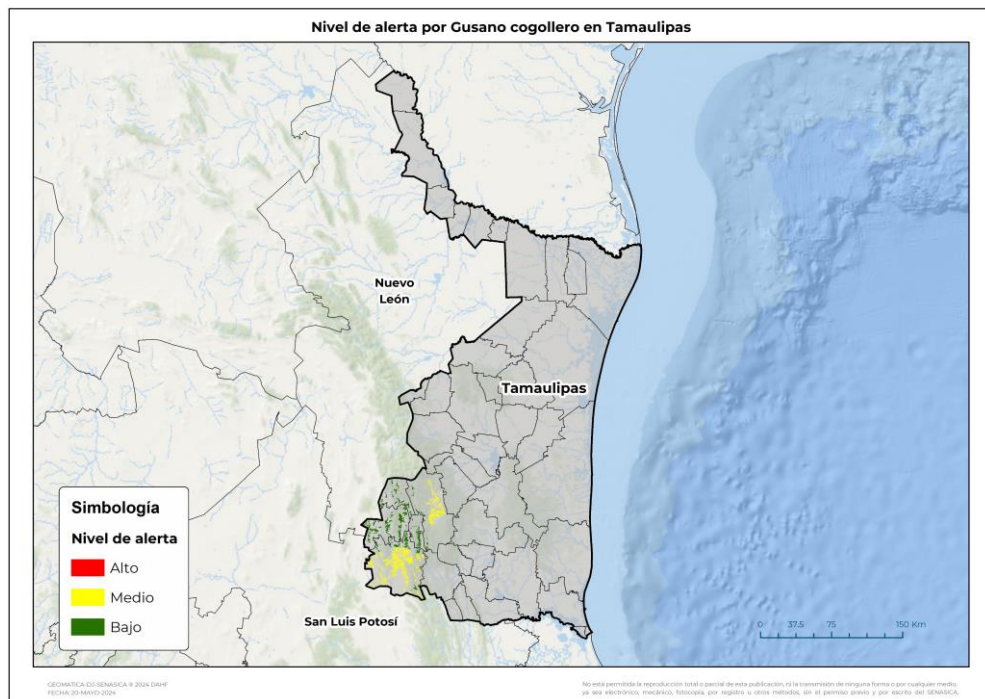 Nivel de alerta por Gusano cogollero en Tamaulipas
Nuevo
León
Tamaulipas
San Luis Potosí
Simbología
Nivel de alerta
Alto
Medio
Bajo
0 37.5 75 150 Km
GEOMATICA-CO-SENASICA ® 2024 DAHF
FECHA: 20-MAYO-2024
No está permitida la reproducción total o parcial de esta publicación, ni la transmisión de ninguna forma o por cualquier medio,
ya sea electrónico, mecánico, fotocopia, por registro u otros métodos, sin el permiso previo y por escrito del SENASICA.